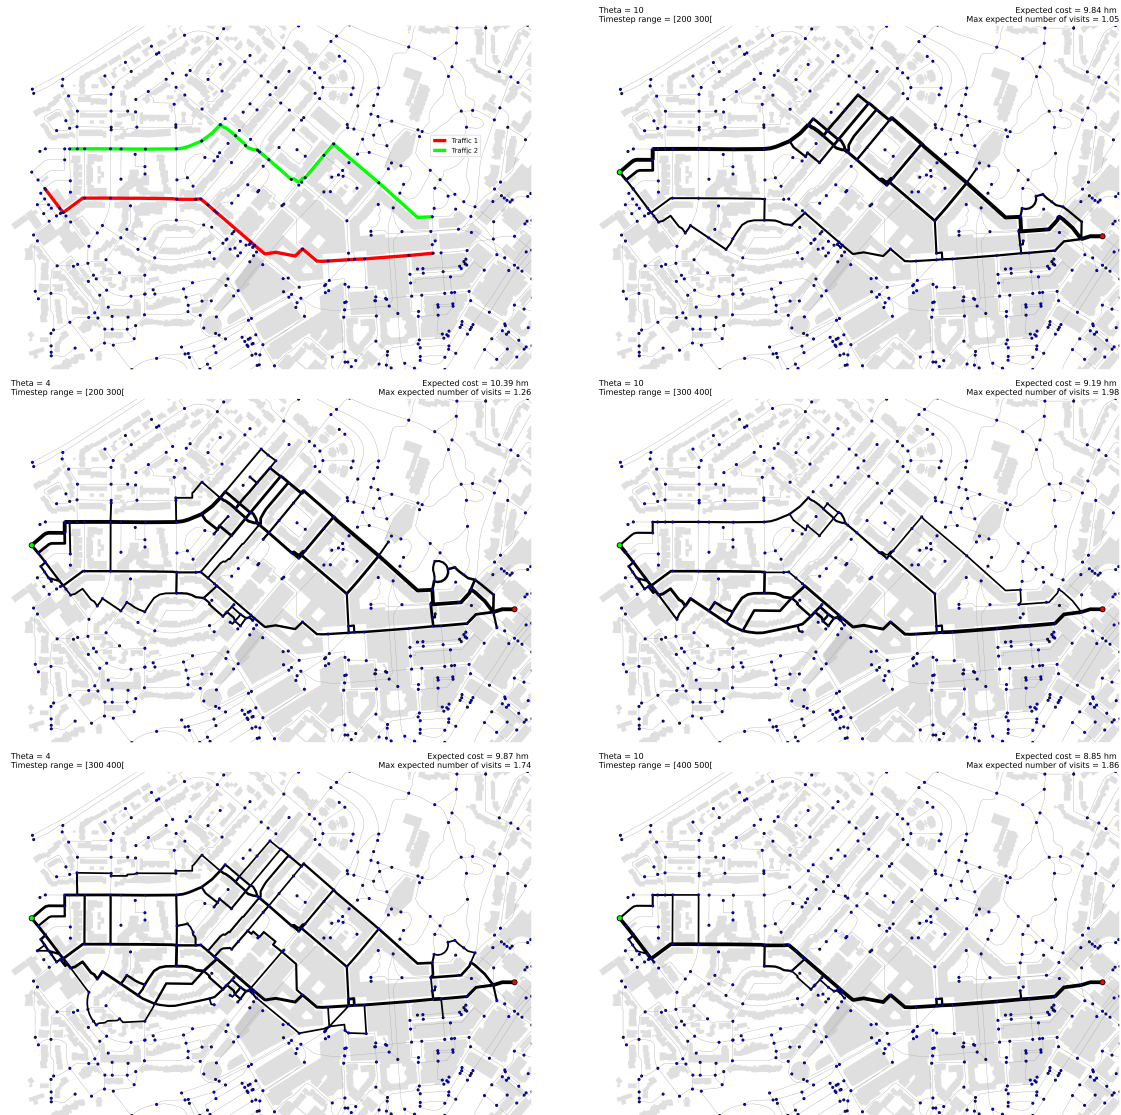 Traffic 1
Traffic 2
Theta = 10
Timestep range = [200 300[
Expected cost = 9.84 hm
Max expected number of visits = 1.05
Theta = 4
Timestep range = [200 300[
Expected cost = 10.39 hm
Max expected number of visits = 1.26
Theta = 10
Timestep range = [300 400[
Expected cost = 9.19 hm
Max expected number of visits = 1.98
Theta = 4
Timestep range = [300 400[
Expected cost = 9.87 hm
Max expected number of visits = 1.74
Theta = 10
Timestep range = [400 500[
Expected cost = 8.85 hm
Max expected number of visits = 1.86